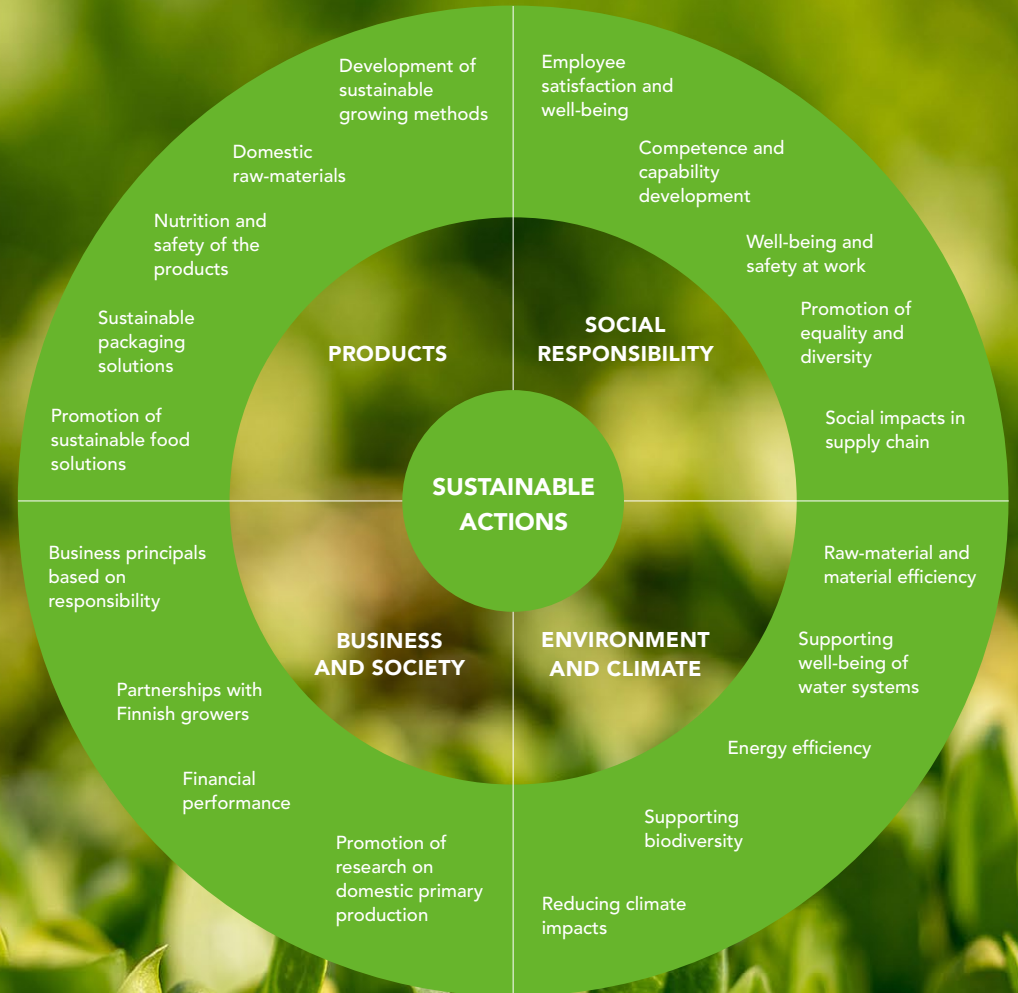 Development of
sustainable
growing methods
Domestic
raw-materials
Nutrition and
safety of the
products
Sustainable
packaging
solutions
Promotion of
sustainable food
solutions
PRODUCTS
Employee
satisfaction and
well-being
Competence and
capability
development
Well-being and
safety at work
Promotion of
equality and
diversity
Social impacts in
supply chain
SOCIAL
RESPONSIBILITY
SUSTAINABLE
ACTIONS
Business principals
based on
responsibility
Partnerships with
Finnish growers
Financial
performance
Promotion of
research on
domestic primary
production
BUSINESS
AND SOCIETY
ENVIRONMENT
AND CLIMATE
Raw-material and
material efficiency
Supporting
well-being of
water systems
Energy efficiency
Supporting
biodiversity
Reducing climate
impacts